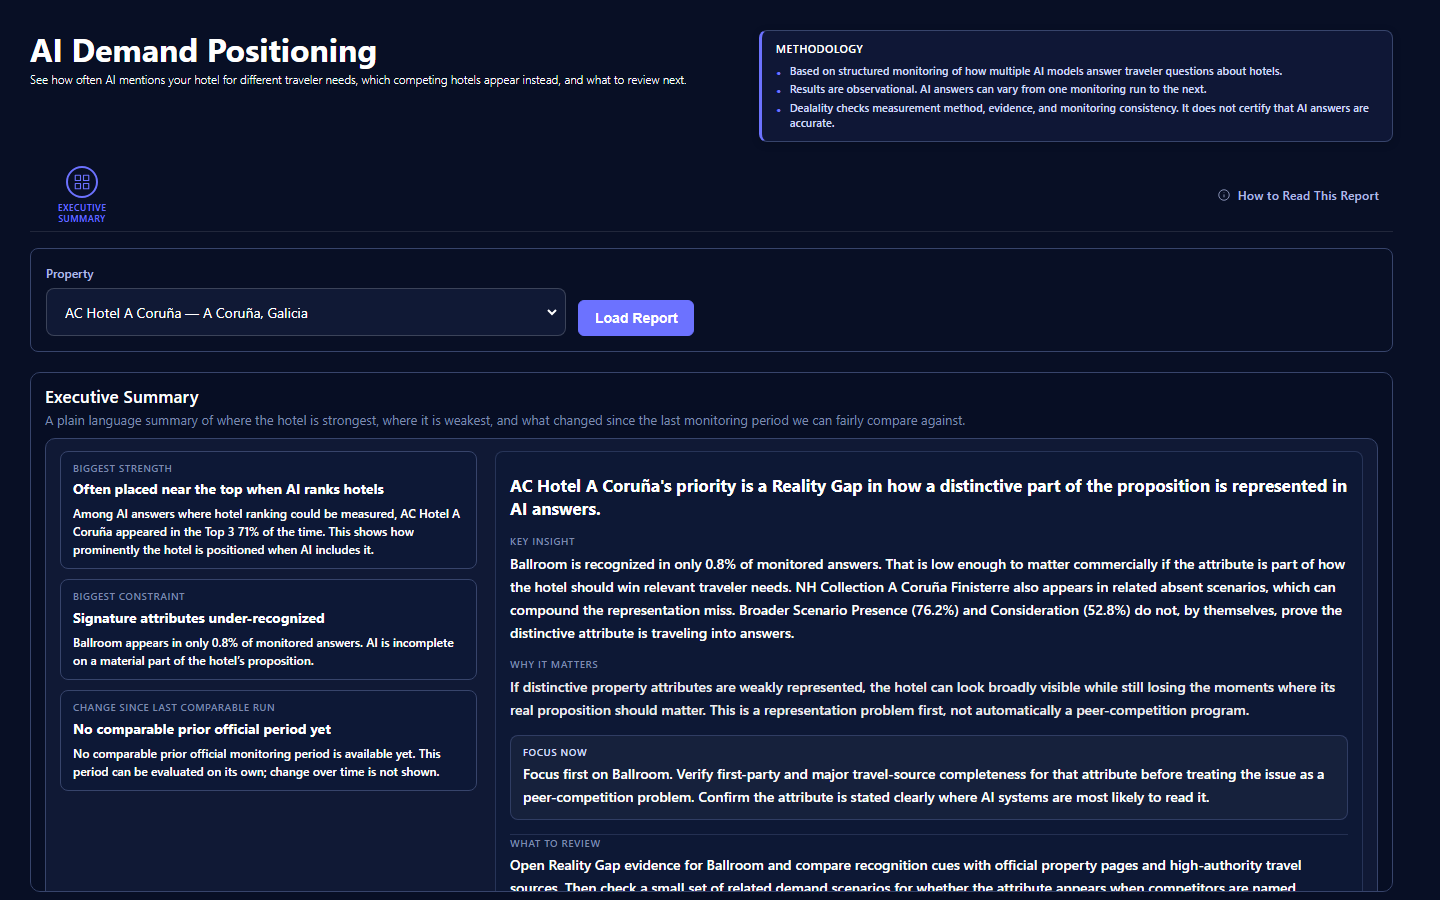 AI Demand Positioning
See how often AI mentions your hotel for different traveler needs, which competing hotels appear instead, and what to review next.
METHODOLOGY
• Based on structured monitoring of how multiple AI models answer traveler questions about hotels.
• Results are observational. AI answers can vary from one monitoring run to the next.
• Dealality checks measurement method, evidence, and monitoring consistency. It does not certify that AI answers are
accurate.
EXECUTIVE
SUMMARY
How to Read This Report
Property
AC Hotel A Coruña — A Coruña, Galicia
Load Report
Executive Summary
A plain language summary of where the hotel is strongest, where it is weakest, and what changed since the last monitoring period we can fairly compare against.
BIGGEST STRENGTH
Often placed near the top when AI ranks hotels
Among AI answers where hotel ranking could be measured, AC Hotel A
Coruña appeared in the Top 3 71% of the time. This shows how
prominently the hotel is positioned when AI includes it.
BIGGEST CONSTRAINT
Signature attributes under-recognized
Ballroom appears in only 0.8% of monitored answers. AI is incomplete
on a material part of the hotel's proposition.
CHANGE SINCE LAST COMPARABLE RUN
No comparable prior official period yet
No comparable prior official monitoring period is available yet. This
period can be evaluated on its own; change over time is not shown.
AC Hotel A Coruña's priority is a Reality Gap in how a distinctive part of the proposition is represented in
AI answers.
KEY INSIGHT
Ballroom is recognized in only 0.8% of monitored answers. That is low enough to matter commercially if the attribute is part of how
the hotel should win relevant traveler needs. NH Collection A Coruña Finisterre also appears in related absent scenarios, which can
compound the representation miss. Broader Scenario Presence (76.2%) and Consideration (52.8%) do not, by themselves, prove the
distinctive attribute is traveling into answers.
WHY IT MATTERS
If distinctive property attributes are weakly represented, the hotel can look broadly visible while still losing the moments where its
real proposition should matter. This is a representation problem first, not automatically a peer-competition program.
FOCUS NOW
Focus first on Ballroom. Verify first-party and major travel-source completeness for that attribute before treating the issue as a
peer-competition problem. Confirm the attribute is stated clearly where AI systems are most likely to read it.
WHAT TO REVIEW
Open Reality Gap evidence for Ballroom and compare recognition cues with official property pages and high-authority travel
sources. Then check a small set of related demand scenarios for whether the attribute appears when competitors are named.